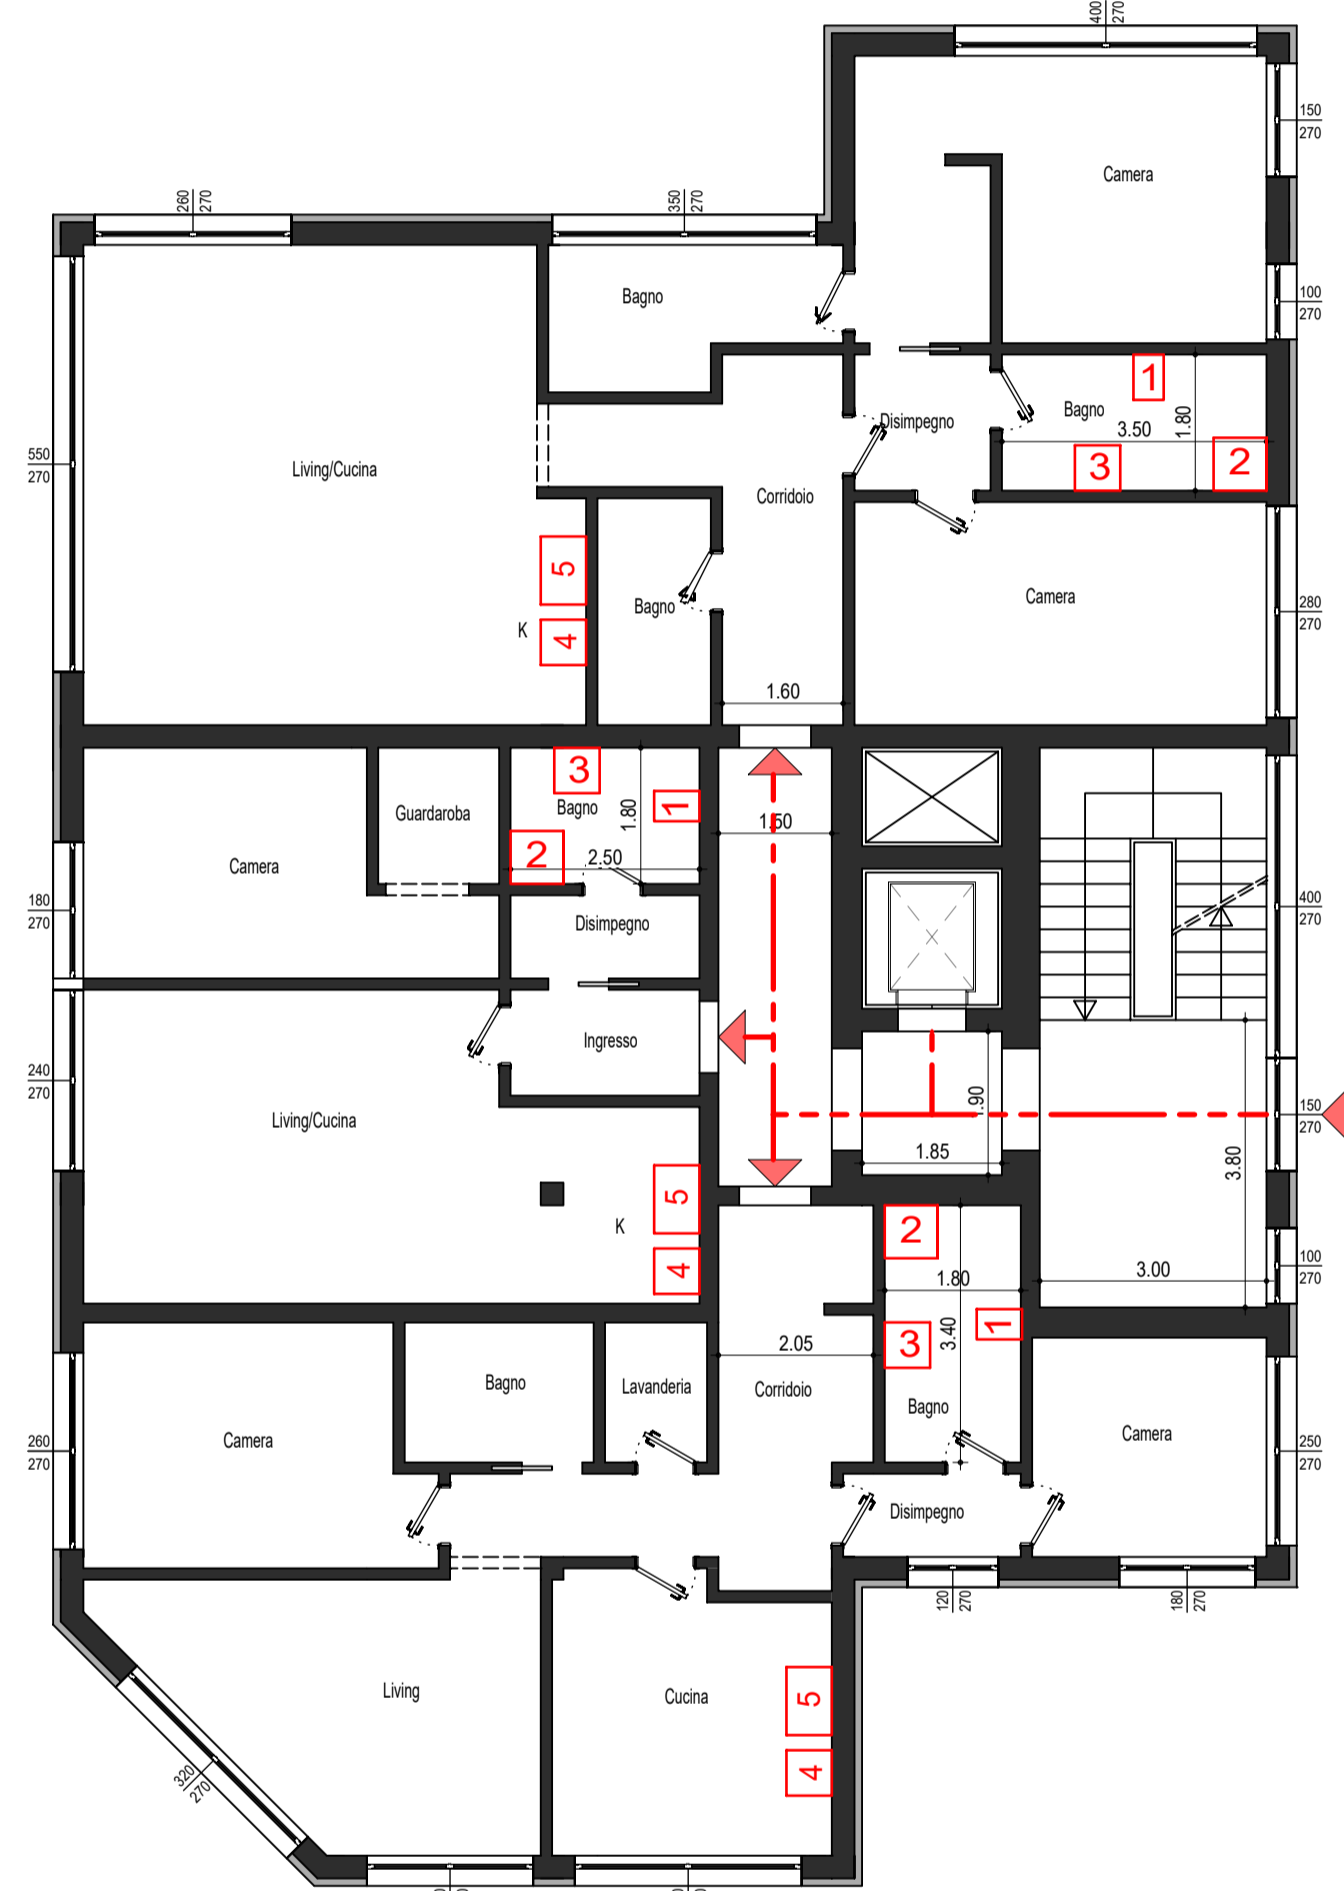 400
270
150
270
Camera
260
270
350
270
Bagno
100
270
1
Bagno
1.80
Disimpegno
3.50
3
2
550
270
Living/Cucina
Corridoio
5
Bagno
K
4
Camera
280
270
1.60
3
Bagno
1
1.80
Guardaroba
1.50
2
2.50
Camera
180
270
Disimpegno
400
270
Ingresso
240
270
Living/Cucina
1.90
150
270
1.85
3.80
5
K
4
2
1.80
3.00
100
270
1
3
3.40
2.05
Bagno
Lavanderia
Corridoio
Bagno
Camera
260
270
Camera
250
270
Disimpegno
120
270
180
270
Living
Cucina
5
4
320
270